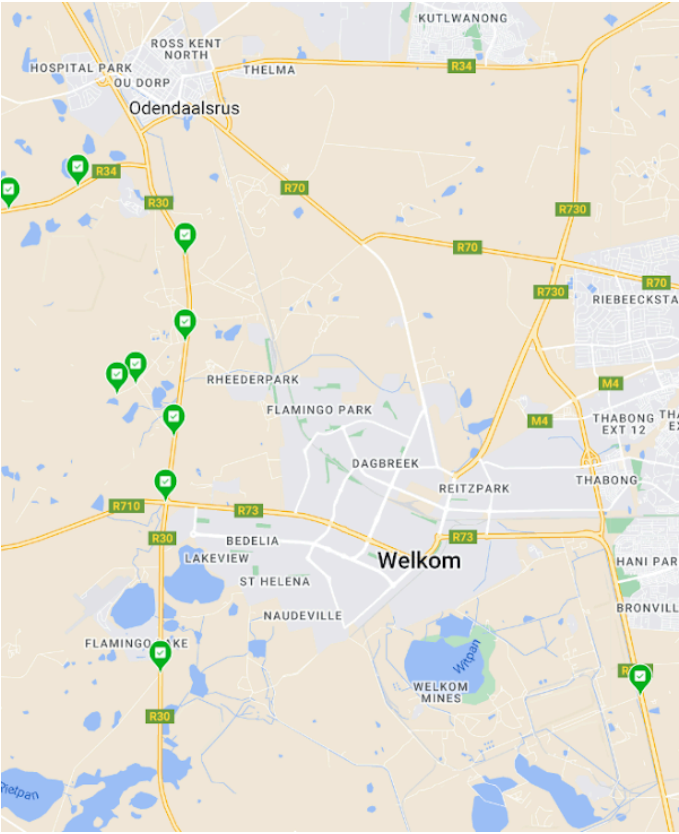 KUTLWANONG
ROSS KENT
NORTH
HOSPITAL PARK
THELMA
R34
OU DORP
Odendaalsrus
R34
R70
R30
R730
R70
R70
R730
RIEBEECKSTA
RHEEDERPARK
M4
FLAMINGO PARK
M4
THABONG
EXT 12
DAGBREEK
REITZPARK
THABONG
R710
R73
R30
R73
BEDELIA
LAKEVIEW
Welkom
HANI PAR
ST HELENA
NAUDEVILLE
BRONVILL
FLAMINGO LAKE
Witpan
WELKOM
MINES
R30